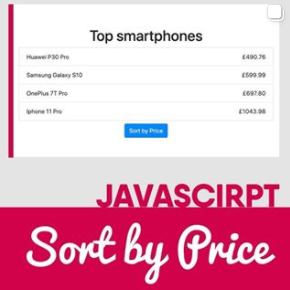 Top smartphones
Huawei P30 Pro £490.76
Samsung Galaxy S10 £599.99
OnePlus 7T Pro £697.80
Iphone 11 Pro £1043.98
Sort by Price
JAVASCIRPT
Sort by Price